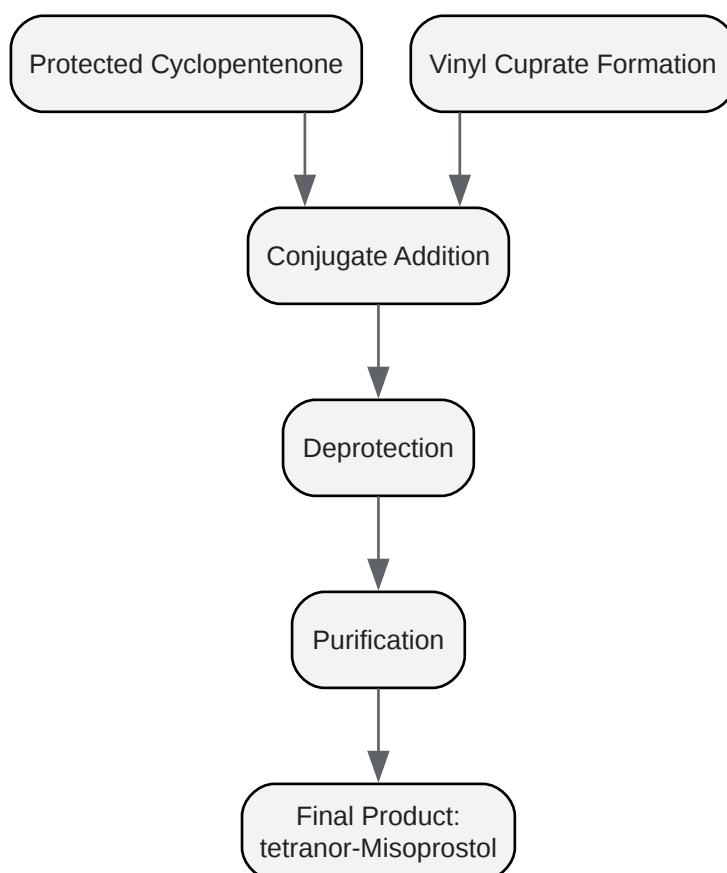 Protected Cyclopentenone
Vinyl Cuprate Formation
Conjugate Addition
Deprotection
Purification
Final Product:
tetranor-Misoprostol